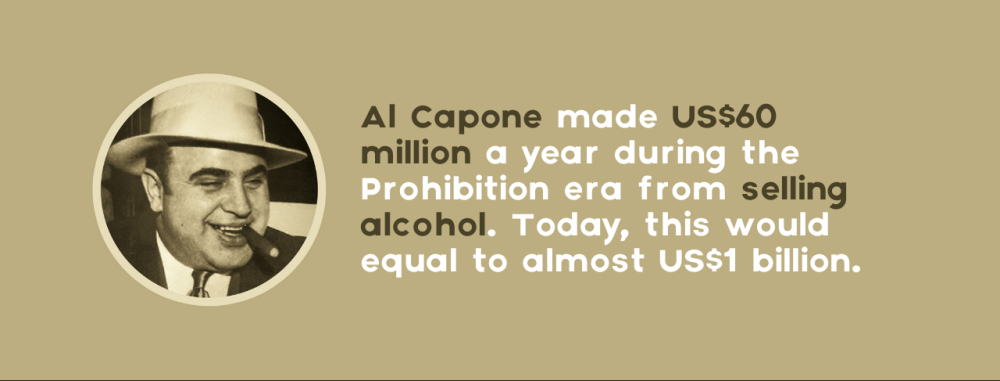 Al Capone made US$60
million a year during the
Prohibition era from selling
alcohol. Today, this would
equal to almost US$1 billion.